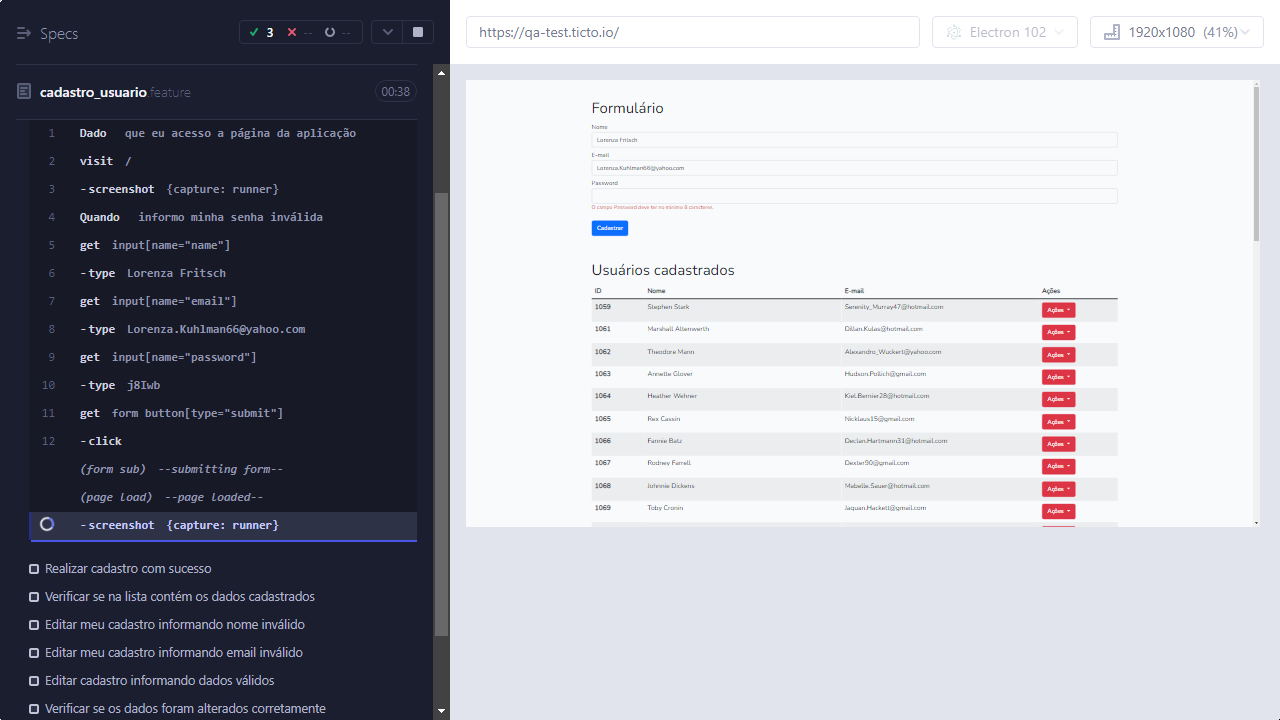 Specs
3
--
--
cadastro_usuario.feature
00:38
1 Dado que eu acesso a página da aplicação
2 visit /
3 -screenshot {capture: runner}
4 Quando informo minha senha inválida
5 get input[name="name"]
6 -type Lorenza Fritsch
7 get input[name="email"]
8 -type Lorenza.Kuhlman66@yahoo.com
9 get input[name="password"]
10 -type j8Iwb
11 get form button[type="submit"]
12 -click
(form sub) --submitting form--
(page load) --page loaded--
-screenshot {capture: runner}
Realizar cadastro com sucesso
Verificar se na lista contém os dados cadastrados
Editar meu cadastro informando nome inválido
Editar meu cadastro informando email inválido
Editar cadastro informando dados válidos
Verificar se os dados foram alterados corretamente
https://qa-test.ticto.io/
Electron 102
1920x1080 (41%)
Formulário
Nome
Lorenza Fritsch
E-mail
Lorenza.Kuhlman66@yahoo.com
Password
O campo Password deve ter no mínimo 8 caracteres.
Cadastrar
Usuários cadastrados
ID Nome E-mail Ações
1059 Stephen Stark Serenity_Murray47@hotmail.com Ações
1061 Marshall Altenwerth Dillan.Kulas@hotmail.com Ações
1062 Theodore Mann Alexandro_Wuckert@yahoo.com Ações
1063 Annette Glover Hudson.Pollich@gmail.com Ações
1064 Heather Wehner Kiel.Bernier28@hotmail.com Ações
1065 Rex Cassin Nicklaus15@gmail.com Ações
1066 Fannie Batz Declan.Hartmann31@hotmail.com Ações
1067 Rodney Farrell Dexter90@gmail.com Ações
1068 Johnnie Dickens Mabelle.Sauer@hotmail.com Ações
1069 Toby Cronin Jaquan.Hackett@gmail.com Ações